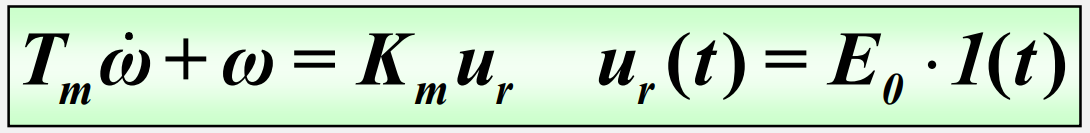 Tₘω̇ + ω = Kₘuᵣ uᵣ(t) = E₀ · 1(t)